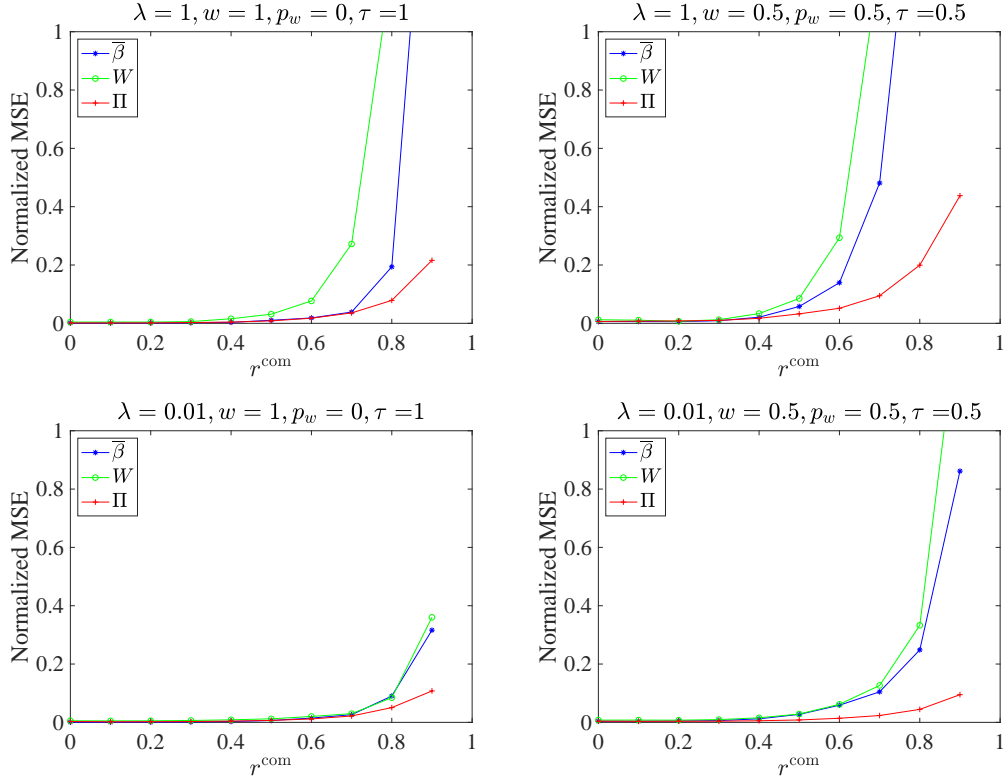 λ = 1, w = 1, p_w = 0, τ =1
1
0.8
0.6
0.4
0.2
0
Normalized MSE
β̅
W
Π
0 0.2 0.4 0.6 0.8 1
r^com
λ = 1, w = 0.5, p_w = 0.5, τ =0.5
1
0.8
0.6
0.4
0.2
0
Normalized MSE
β̅
W
Π
0 0.2 0.4 0.6 0.8 1
r^com
λ = 0.01, w = 1, p_w = 0, τ =1
1
0.8
0.6
0.4
0.2
0
Normalized MSE
β̅
W
Π
0 0.2 0.4 0.6 0.8 1
r^com
λ = 0.01, w = 0.5, p_w = 0.5, τ =0.5
1
0.8
0.6
0.4
0.2
0
Normalized MSE
β̅
W
Π
0 0.2 0.4 0.6 0.8 1
r^com